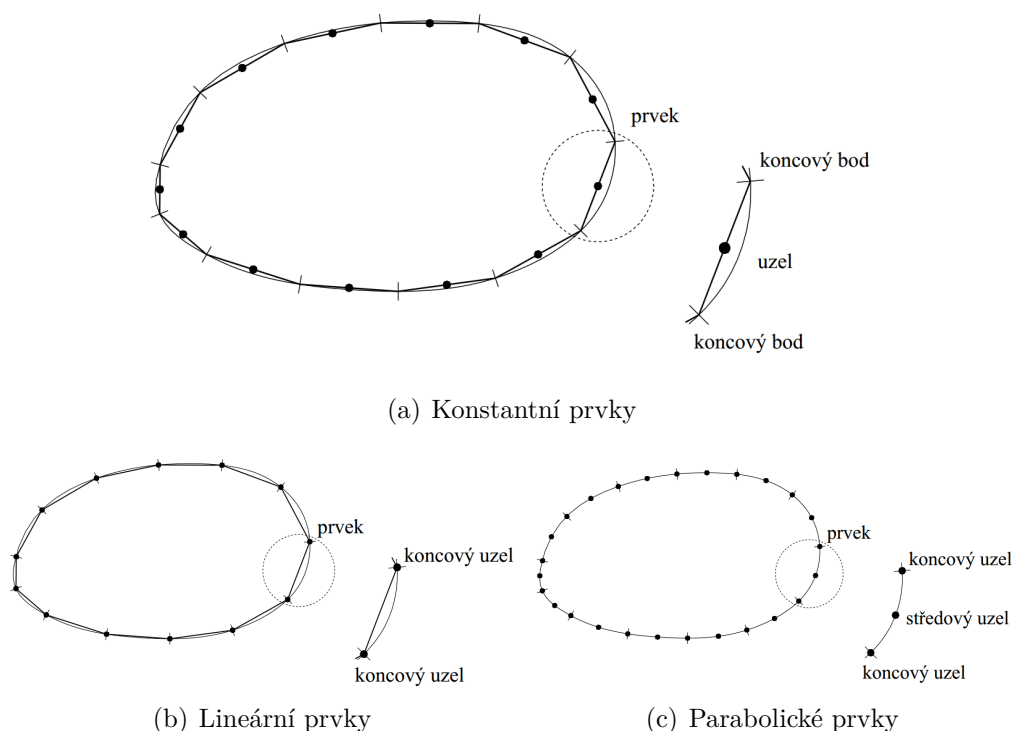 prvek
koncový bod
uzel
koncový bod
(a) Konstantní prvky
prvek
koncový uzel
koncový uzel
(b) Lineární prvky
prvek
koncový uzel
středový uzel
koncový uzel
(c) Parabolické prvky